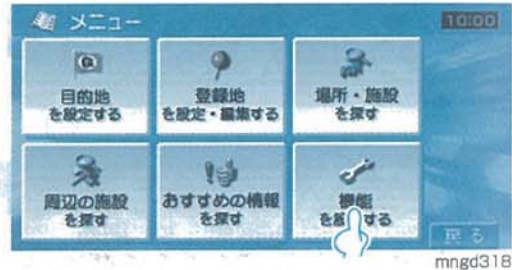 メニュー
10:00
目的地
を設定する
登録地
を設定・編集する
場所・施設
を探す
周辺の施設
を探す
おすすめの情報
を探す
機能
を設 する
戻る
mngd318